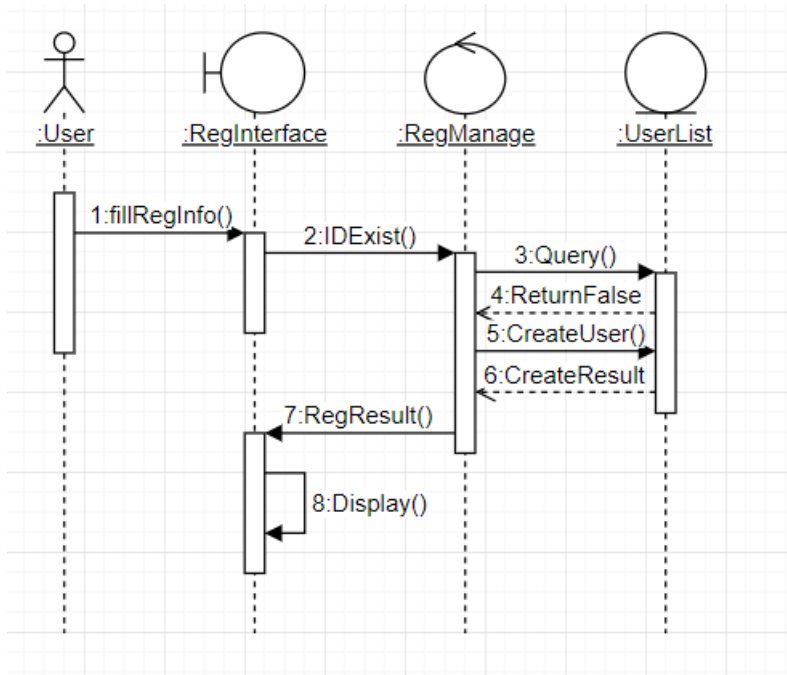 :User
:RegInterface
:RegManage
:UserList
1:fillRegInfo()
2:IDExist()
3:Query()
4:ReturnFalse
5:CreateUser()
6:CreateResult
7:RegResult()
8:Display()